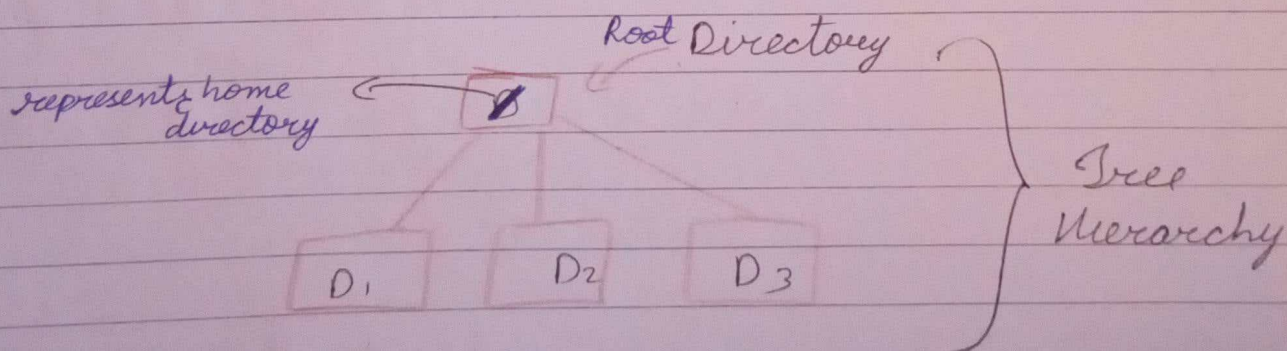 Root Directory
represents home
directory
/
D1 D2 D3
Tree
Hierarchy